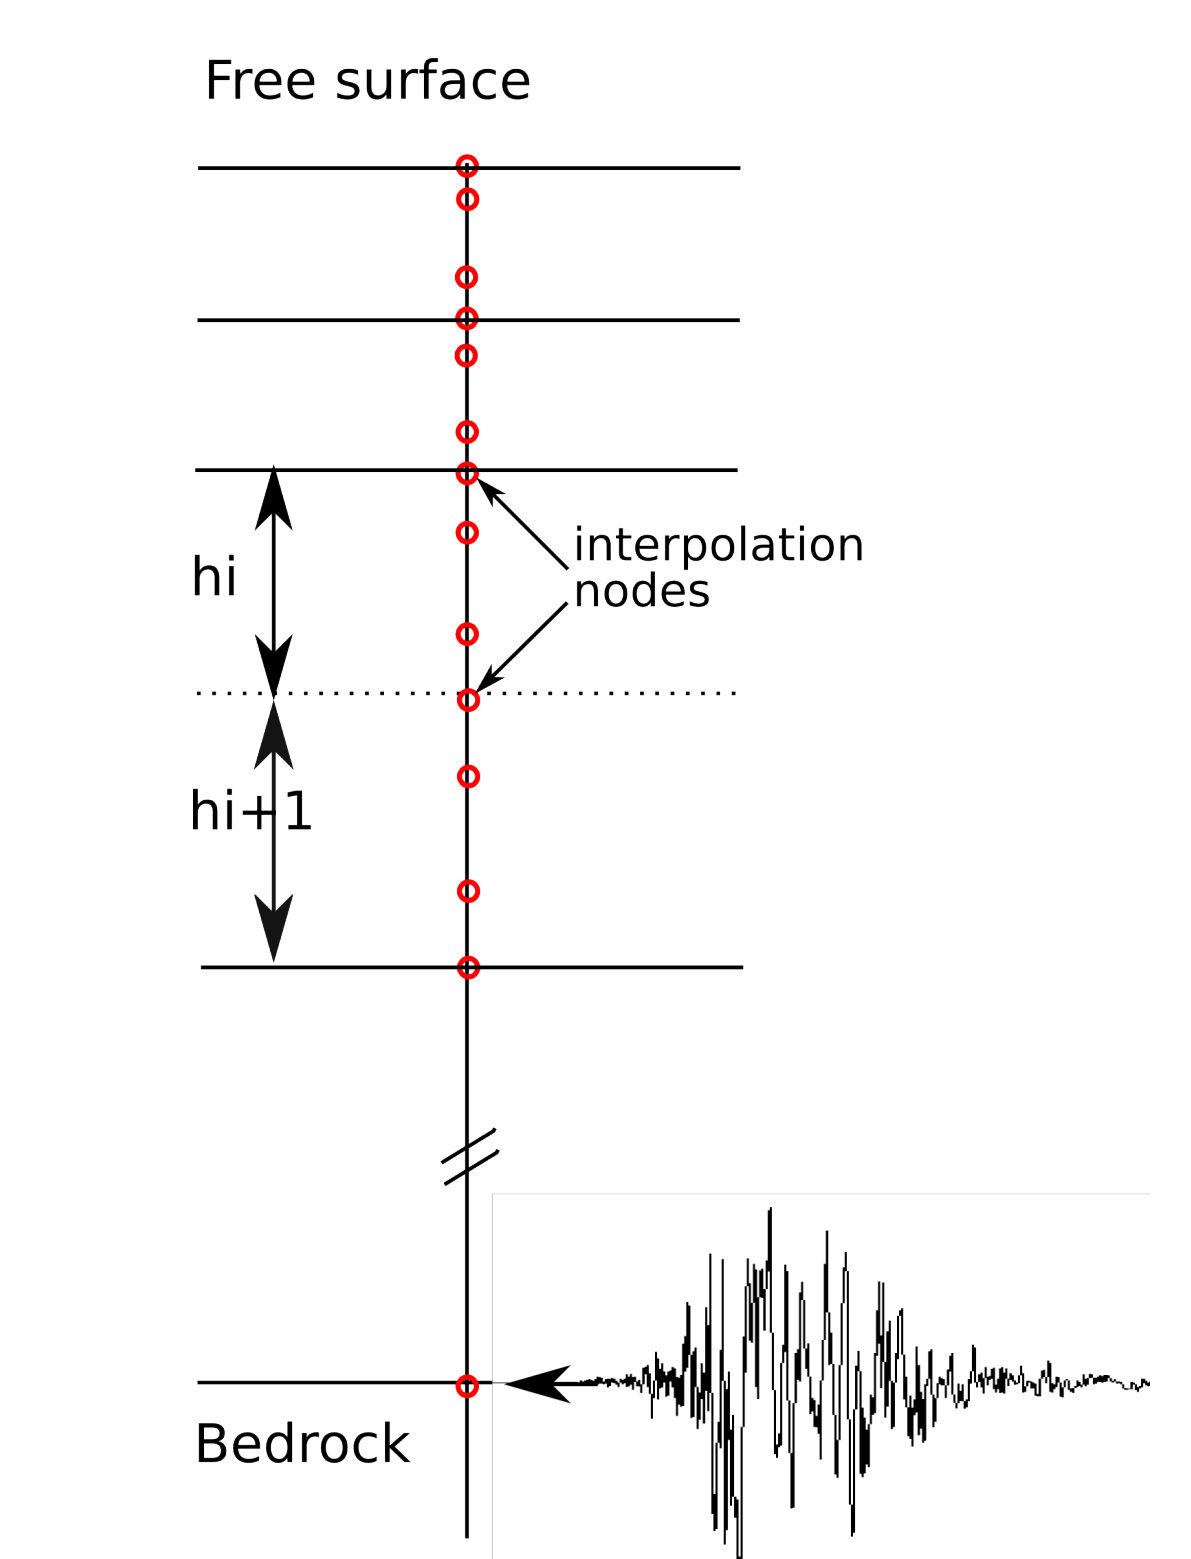 Free surface
interpolation
nodes
hi
hi+1
Bedrock